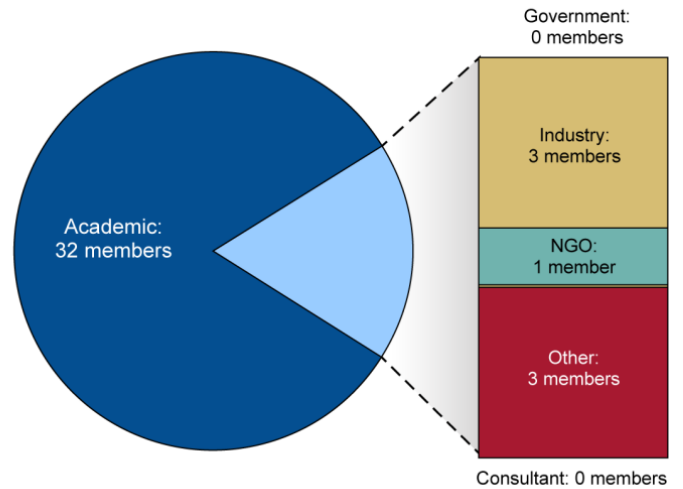 Government:
0 members
Industry:
3 members
Academic:
32 members
NGO:
1 member
Other:
3 members
Consultant: 0 members